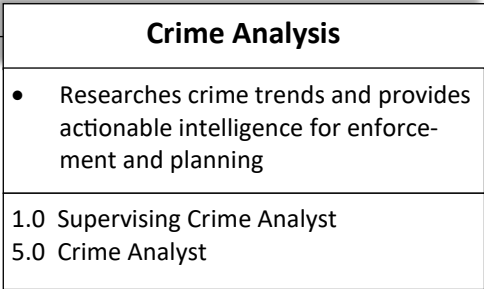 Crime Analysis
• Researches crime trends and provides
actionable intelligence for enforce-
ment and planning
1.0 Supervising Crime Analyst
5.0 Crime Analyst